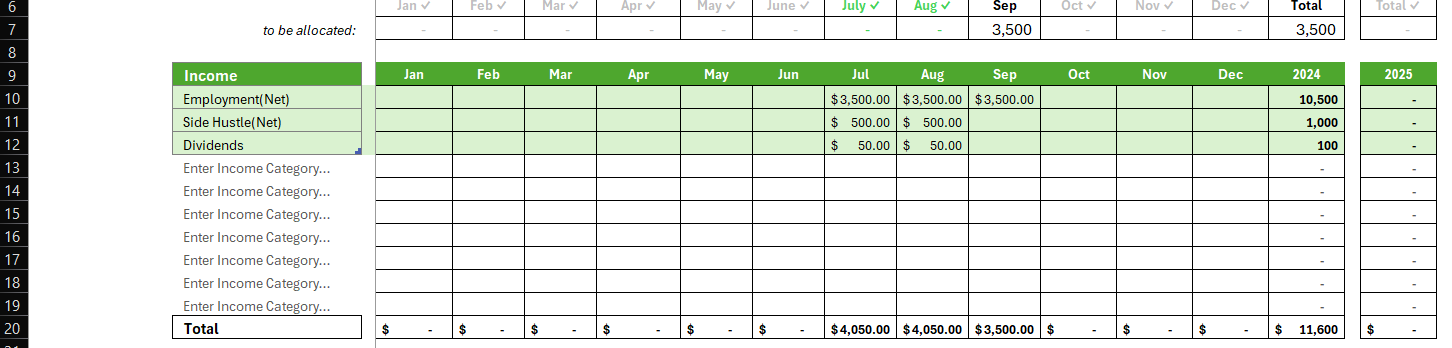 6 Jan ✓ Feb ✓ Mar ✓ Apr ✓ May ✓ June ✓ July ✓ Aug ✓ Sep Oct ✓ Nov ✓ Dec ✓ Total Total ✓
7 to be allocated: - - - - - - - - 3,500 - - - 3,500 -
8
9 Income Jan Feb Mar Apr May Jun Jul Aug Sep Oct Nov Dec 2024 2025
10 Employment(Net) $3,500.00 $3,500.00 $3,500.00 10,500 -
11 Side Hustle(Net) $ 500.00 $ 500.00 1,000 -
12 Dividends $ 50.00 $ 50.00 100 -
13 Enter Income Category... - -
14 Enter Income Category... - -
15 Enter Income Category... - -
16 Enter Income Category... - -
17 Enter Income Category... - -
18 Enter Income Category... - -
19 Enter Income Category... - -
20 Total $ - $ - $ - $ - $ - $ - $4,050.00 $4,050.00 $3,500.00 $ - $ - $ - $ 11,600 $ -